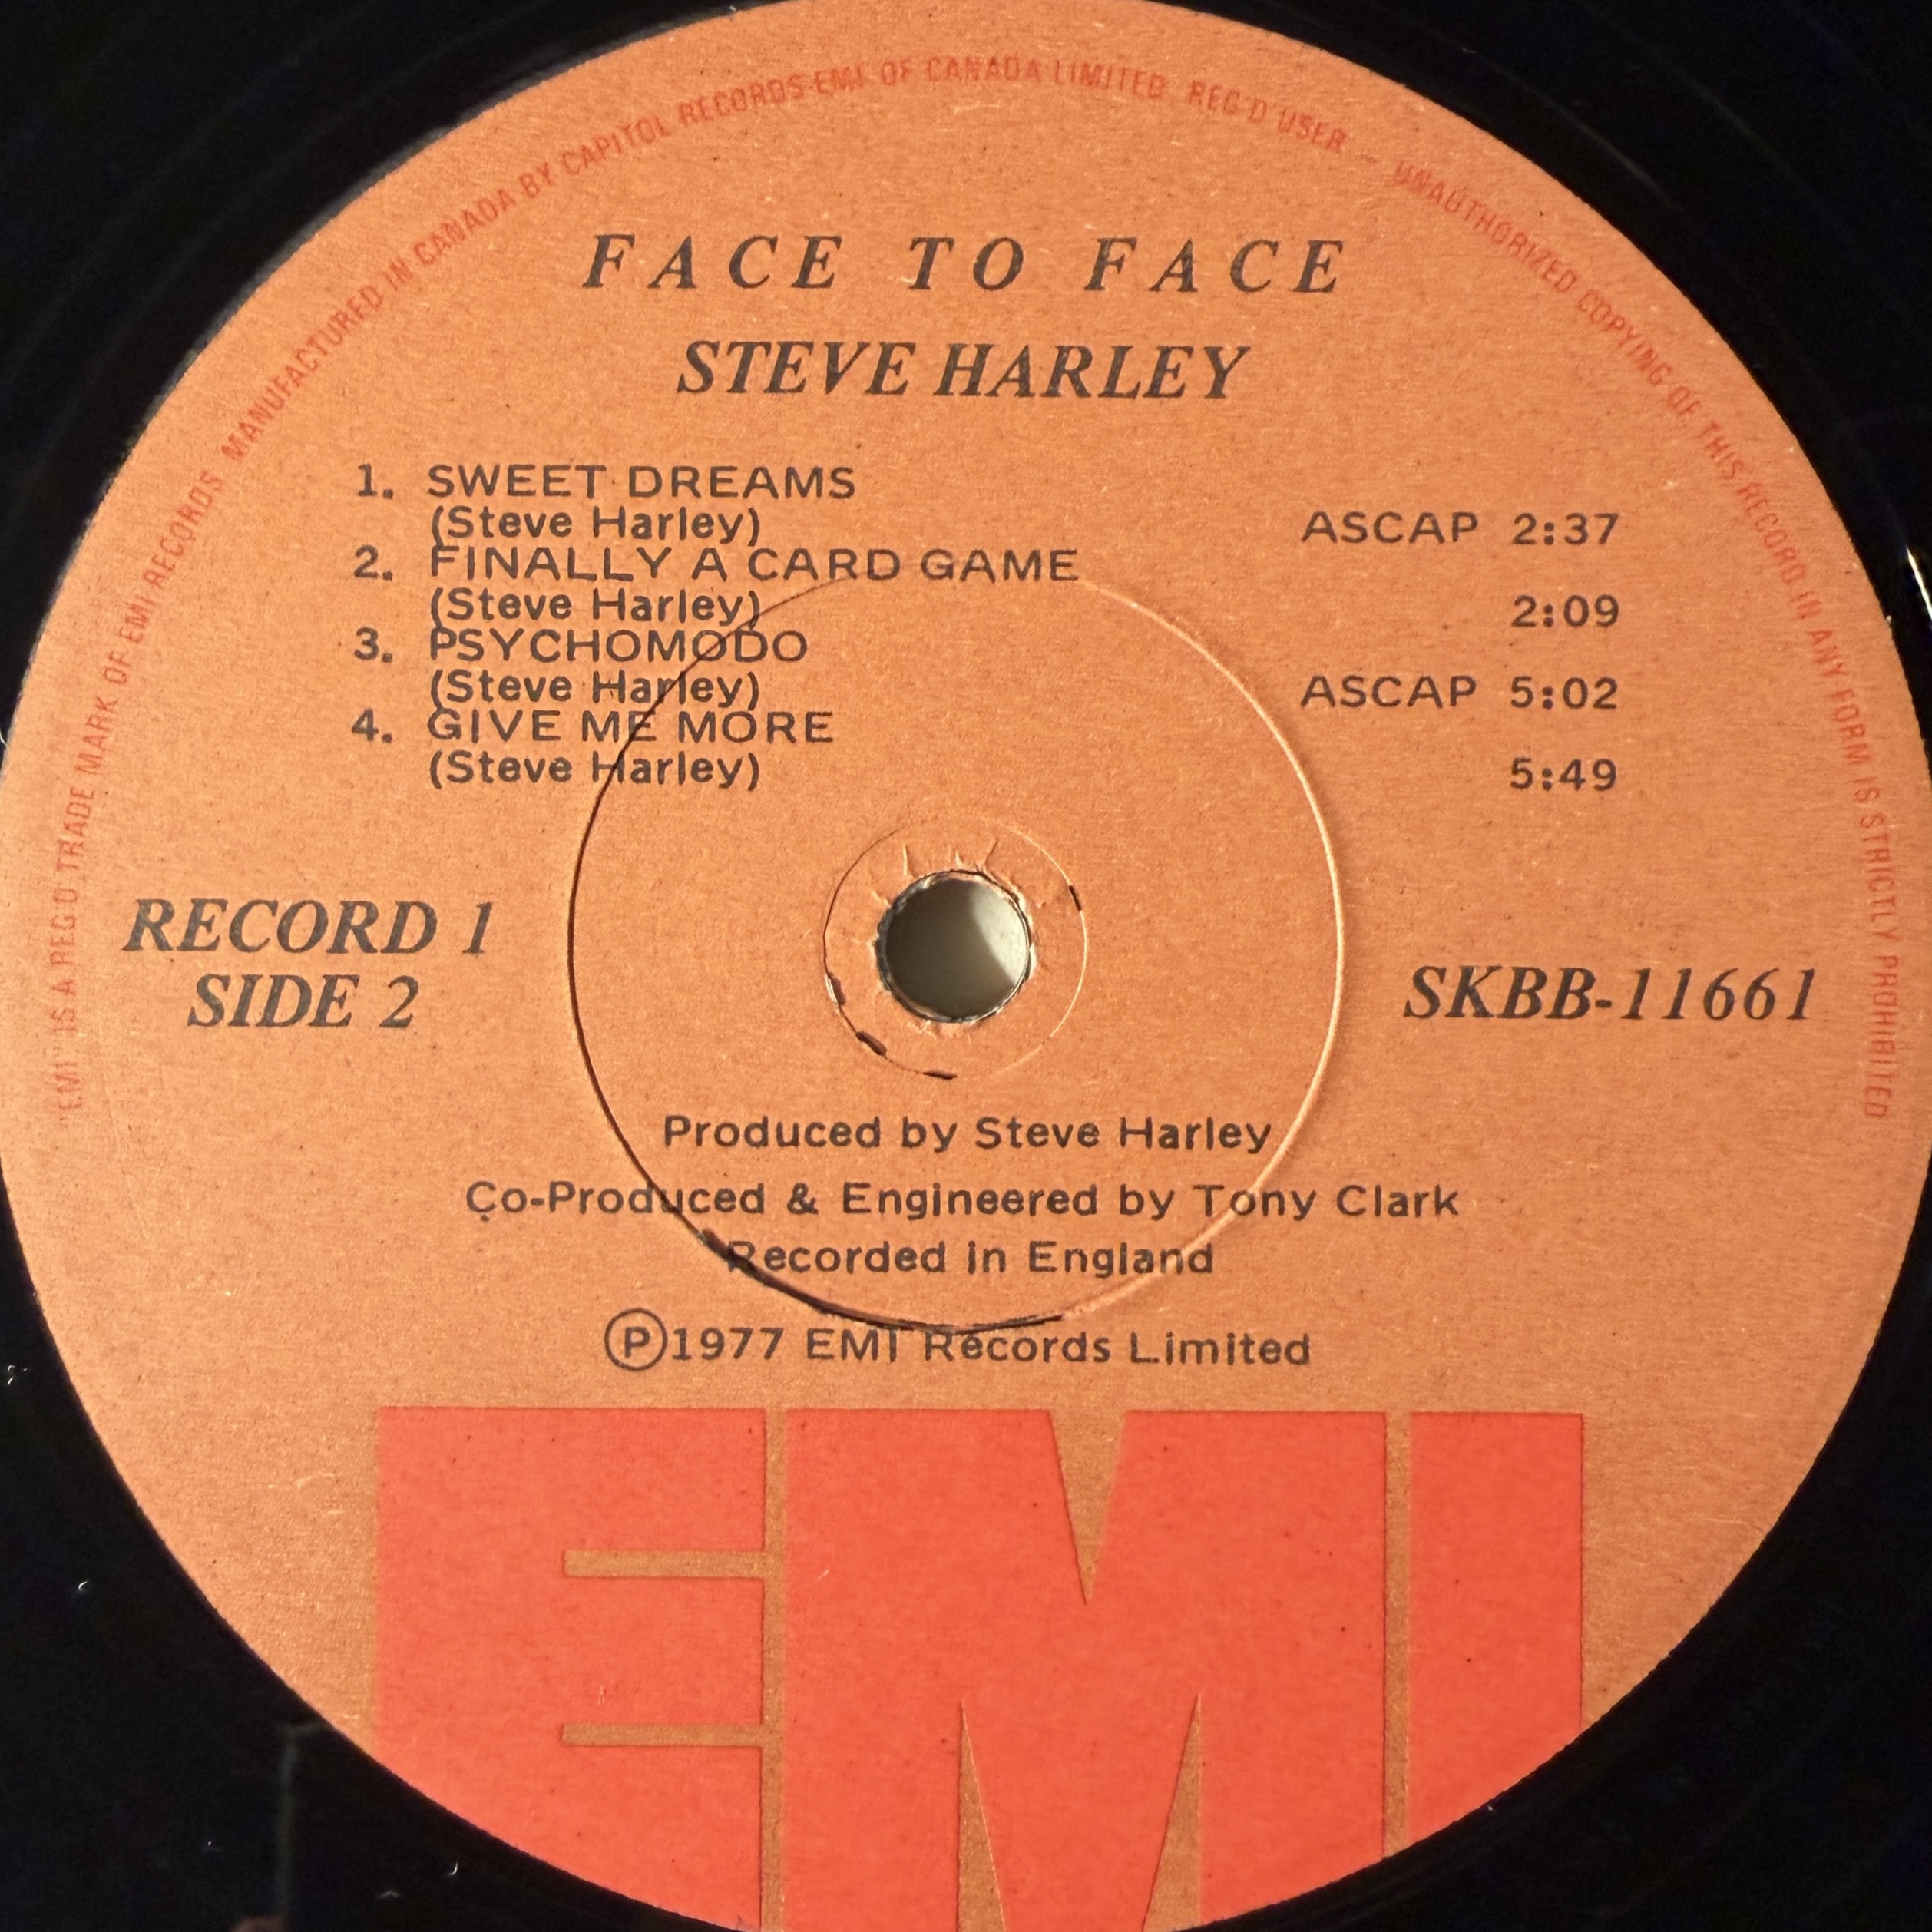 "EMI" IS A REG'D TRADE MARK OF EMI RECORDS MANUFACTURED IN CANADA BY CAPITOL RECORDS-EMI OF CANADA LIMITED REG'D USER – UNAUTHORIZED COPYING OF THIS RECORD IN ANY FORM IS STRICTLY PROHIBITED
FACE TO FACE
STEVE HARLEY
1. SWEET DREAMS
(Steve Harley) ASCAP 2:37
2. FINALLY A CARD GAME
(Steve Harley) 2:09
3. PSYCHOMODO
(Steve Harley) ASCAP 5:02
4. GIVE ME MORE
(Steve Harley) 5:49
RECORD 1
SIDE 2
SKBB-11661
Produced by Steve Harley
Co-Produced & Engineered by Tony Clark
Recorded in England
Ⓟ1977 EMI Records Limited
EMI